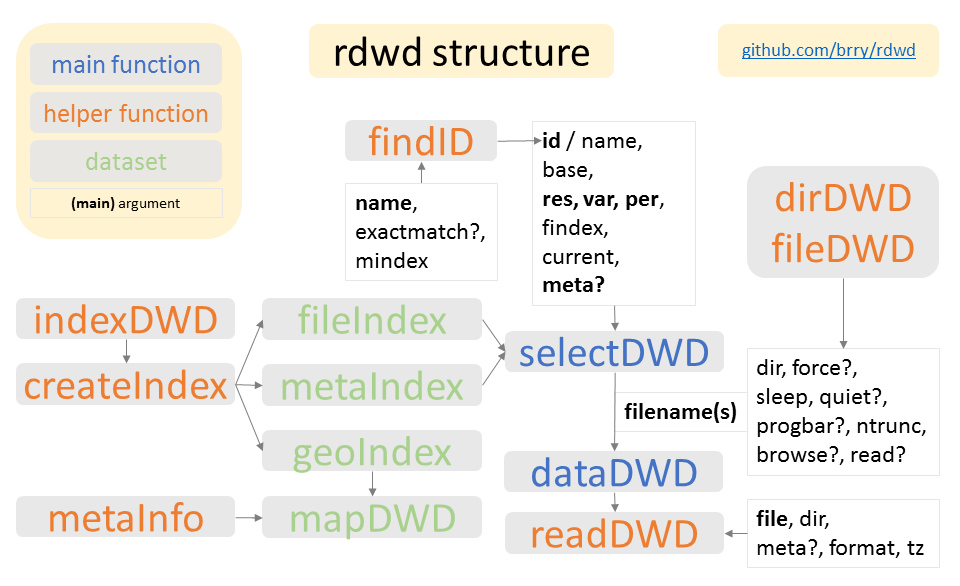 rdwd structure
github.com/brry/rdwd
main function
helper function
dataset
(main) argument
findID
name,
exactmatch?,
mindex
id / name,
base,
res, var, per,
findex,
current,
meta?
dirDWD
fileDWD
indexDWD
createIndex
fileIndex
metaIndex
geoIndex
metaInfo
mapDWD
selectDWD
filename(s)
dataDWD
readDWD
dir, force?,
sleep, quiet?,
progbar?, ntrunc,
browse?, read?
file, dir,
meta?, format, tz